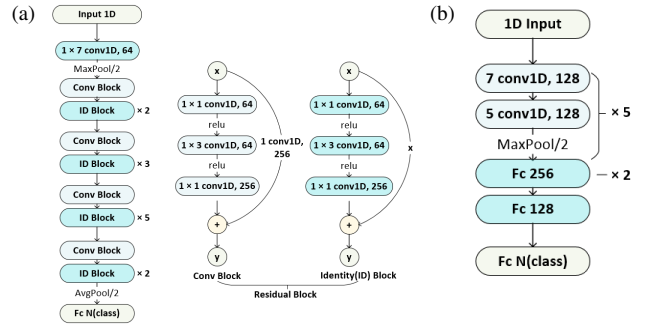 (a)
Input 1D
1 × 7 conv1D, 64
MaxPool/2
Conv Block
ID Block × 2
Conv Block
ID Block × 3
Conv Block
ID Block × 5
Conv Block
ID Block × 2
AvgPool/2
Fc N(class)
x
1 × 1 conv1D, 64
relu
1 × 3 conv1D, 64
relu
1 × 1 conv1D, 256
+
y
1 conv1D,
256
Conv Block
x
1 × 1 conv1D, 64
relu
1 × 3 conv1D, 64
relu
1 × 1 conv1D, 256
+
y
x
Identity(ID) Block
Residual Block
(b)
1D Input
7 conv1D, 128
5 conv1D, 128
× 5
MaxPool/2
Fc 256
× 2
Fc 128
Fc N(class)